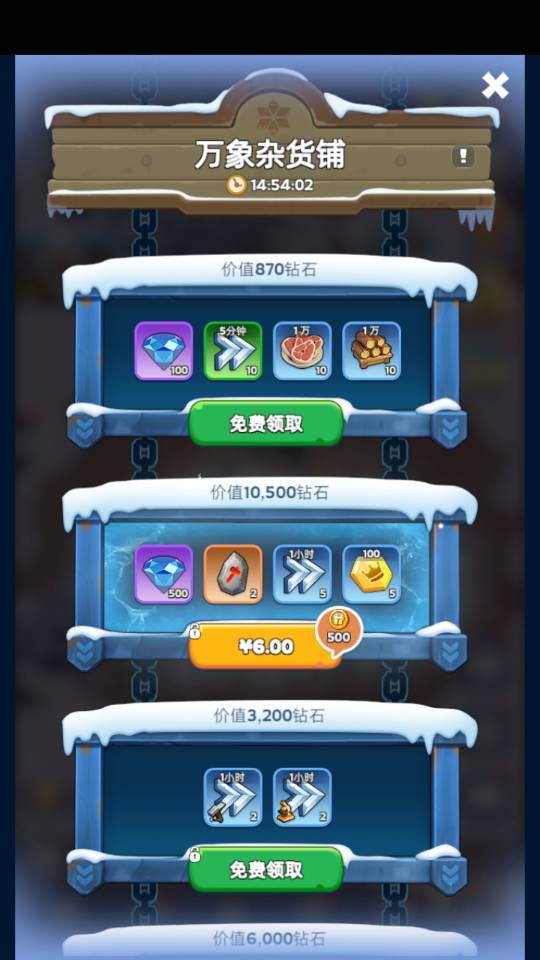 万象杂货铺
14:54:02
价值870钻石
5分钟 1万 1万
100 10 10 10
免费领取
价值10,500钻石
1小时 100
500 2 5 5
500
¥6.00
价值3,200钻石
1小时 1小时
2 2
免费领取
价值6,000钻石